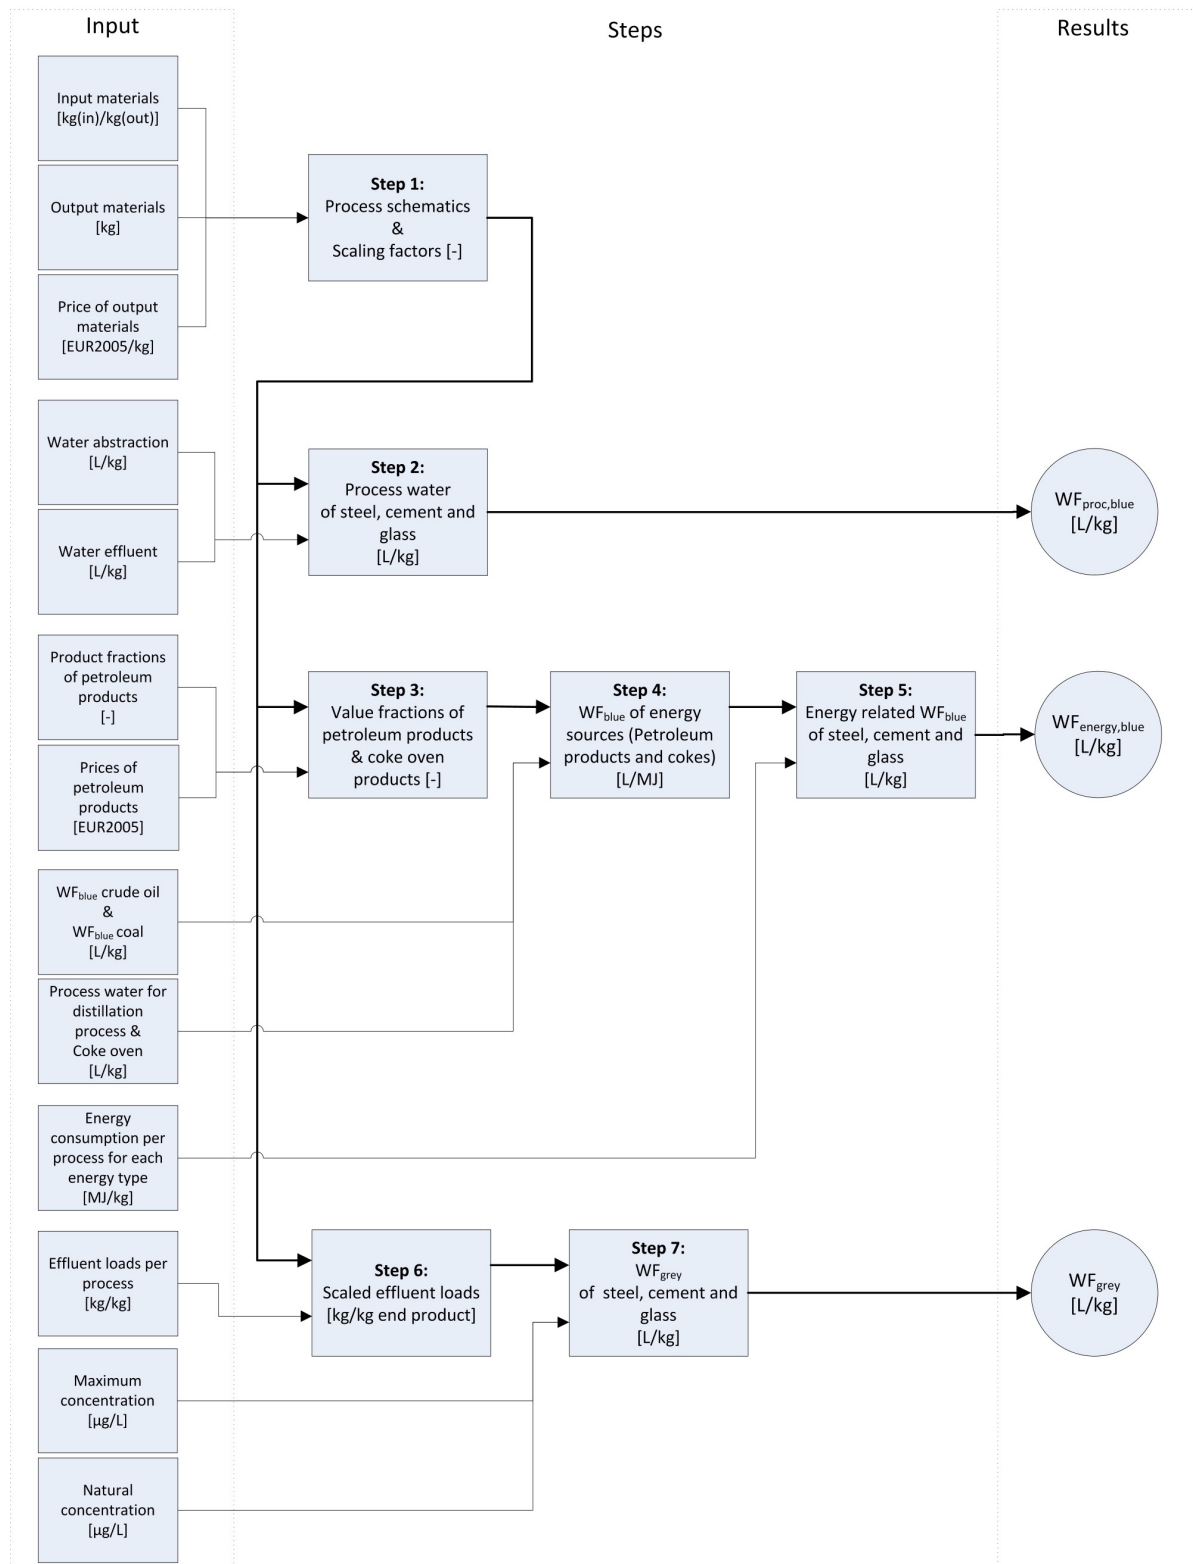 Input
Steps
Results
Input materials
[kg(in)/kg(out)]
Output materials
[kg]
Price of output
materials
[EUR2005/kg]
Step 1:
Process schematics
&
Scaling factors [-]
Water abstraction
[L/kg]
Water effluent
[L/kg]
Step 2:
Process water
of steel, cement and
glass
[L/kg]
WFproc,blue
[L/kg]
Product fractions
of petroleum
products
[-]
Prices of
petroleum
products
[EUR2005]
Step 3:
Value fractions of
petroleum products
& coke oven
products [-]
Step 4:
WFblue of energy
sources (Petroleum
products and cokes)
[L/MJ]
Step 5:
Energy related WFblue
of steel, cement and
glass
[L/kg]
WFenergy,blue
[L/kg]
WFblue crude oil
&
WFblue coal
[L/kg]
Process water for
distillation
process &
Coke oven
[L/kg]
Energy
consumption per
process for each
energy type
[MJ/kg]
Effluent loads per
process
[kg/kg]
Step 6:
Scaled effluent loads
[kg/kg end product]
Step 7:
WFgrey
of steel, cement and
glass
[L/kg]
WFgrey
[L/kg]
Maximum
concentration
[µg/L]
Natural
concentration
[µg/L]